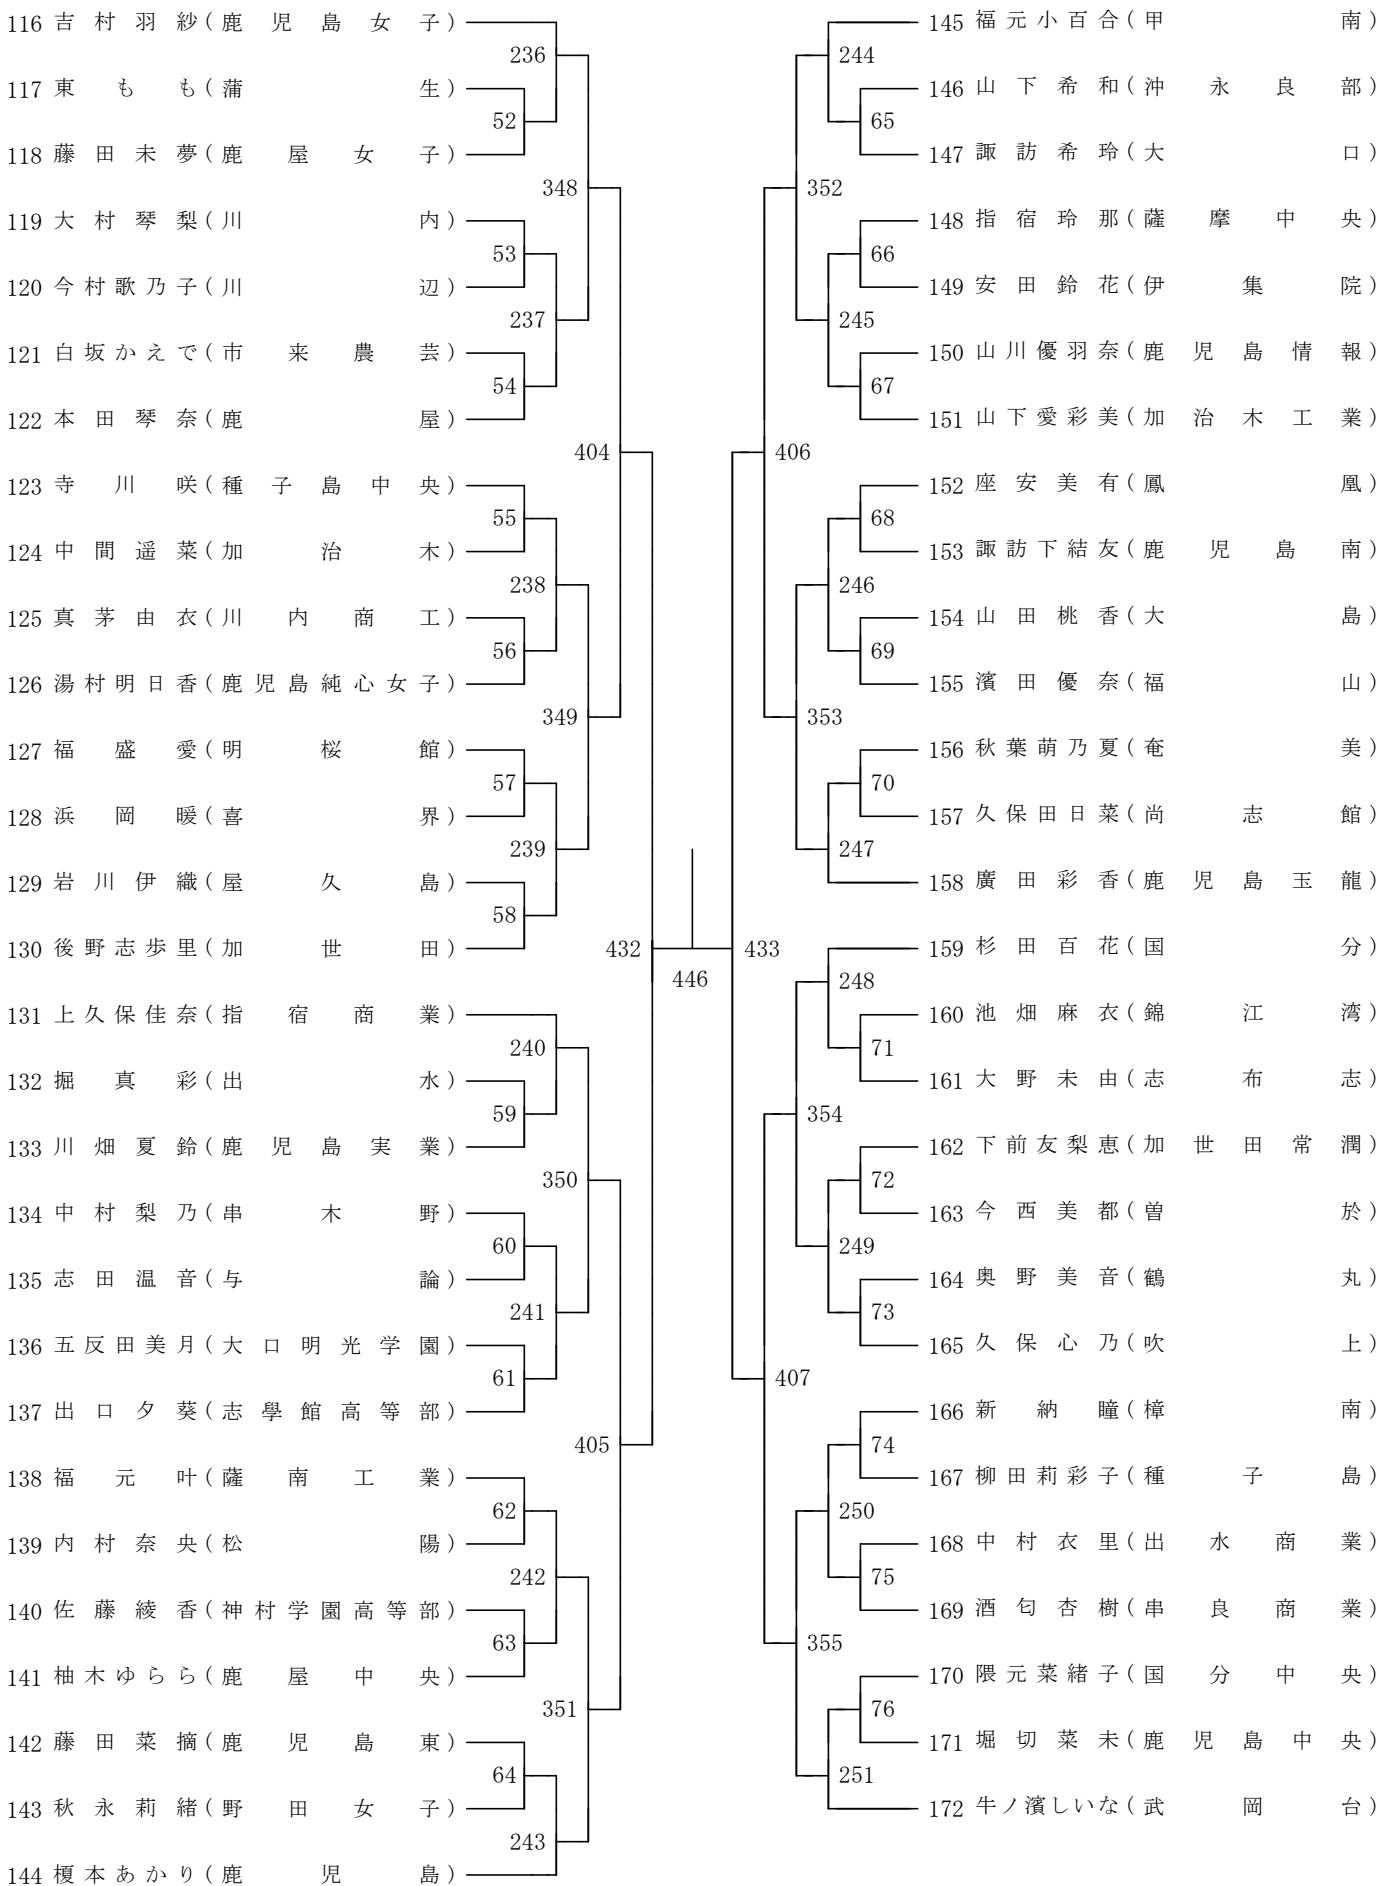 116 吉村羽紗(鹿児島女子)
236
117 東もも(蒲生)
52
118 藤田未夢(鹿屋女子)
348
119 大村琴梨(川内)
53
120 今村歌乃子(川辺)
237
121 白坂かえで(市来農芸)
54
122 本田琴奈(鹿屋)
404
123 寺川咲(種子島中央)
55
124 中間遥菜(加治木)
238
125 真茅由衣(川内商工)
56
126 湯村明日香(鹿児島純心女子)
349
127 福盛愛(明桜館)
57
128 浜岡暖(喜界)
239
129 岩川伊織(屋久島)
58
130 後野志歩里(加世田)
432
131 上久保佳奈(指宿商業)
240
132 掘真彩(出水)
59
133 川畑夏鈴(鹿児島実業)
350
134 中村梨乃(串木野)
60
135 志田温音(与論)
241
136 五反田美月(大口明光学園)
61
137 出口夕葵(志學館高等部)
405
138 福元叶(薩南工業)
62
139 内村奈央(松陽)
242
140 佐藤綾香(神村学園高等部)
63
141 柚木ゆらら(鹿屋中央)
351
142 藤田菜摘(鹿児島東)
64
143 秋永莉緒(野田女子)
243
144 榎本あかり(鹿児島)
446
145 福元小百合(甲南)
244
146 山下希和(沖永良部)
65
147 諏訪希玲(大口)
352
148 指宿玲那(薩摩中央)
66
149 安田鈴花(伊集院)
245
150 山川優羽奈(鹿児島情報)
67
151 山下愛彩美(加治木工業)
406
152 座安美有(鳳凰)
68
153 諏訪下結友(鹿児島南)
246
154 山田桃香(大島)
69
155 濱田優奈(福山)
353
156 秋葉萌乃夏(奄美)
70
157 久保田日菜(尚志館)
247
158 廣田彩香(鹿児島玉龍)
433
159 杉田百花(国分)
248
160 池畑麻衣(錦江湾)
71
161 大野未由(志布志)
354
162 下前友梨恵(加世田常潤)
72
163 今西美都(曽於)
249
164 奥野美音(鶴丸)
73
165 久保心乃(吹上)
407
166 新納瞳(樟南)
74
167 柳田莉彩子(種子島)
250
168 中村衣里(出水商業)
75
169 酒匂杏樹(串良商業)
355
170 隈元菜緒子(国分中央)
76
171 堀切菜未(鹿児島中央)
251
172 牛ノ濱しいな(武岡台)